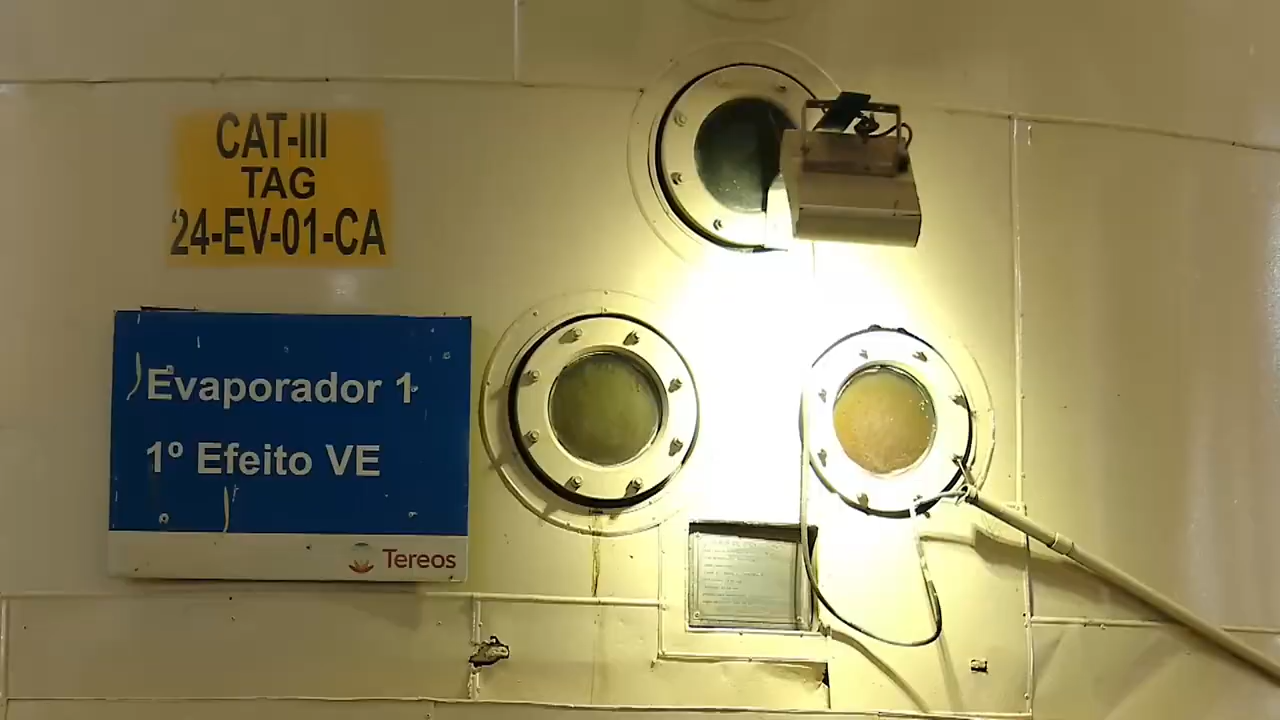 CAT-III
TAG
24-EV-01-CA
Evaporador 1
1º Efeito VE
Tereos